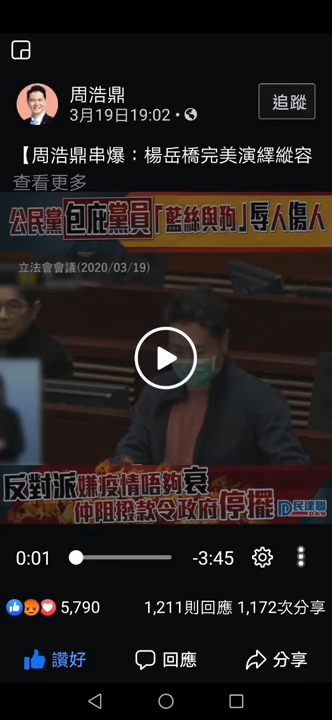 周浩鼎
3月19日19:02 •
追蹤
【周浩鼎串爆：楊岳橋完美演繹縱容
查看更多
公民黨包庇黨員「藍絲與狗」辱人傷人
立法會會議(2020/03/19)
反對派嫌疫情唔夠衰
仲阻撥款令政府停擺
民建聯
DAB
0:01
-3:45
5,790
1,211則回應 1,172次分享
讚好
回應
分享